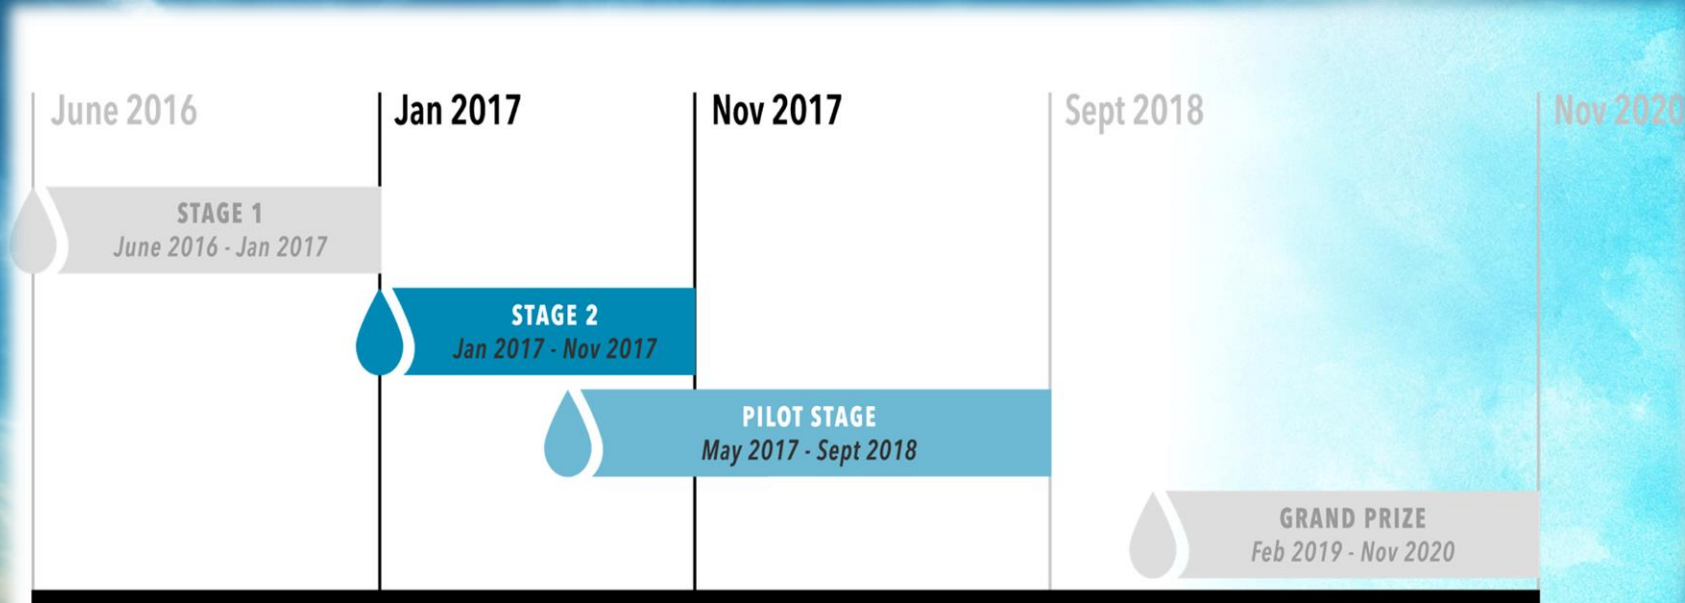 June 2016
Jan 2017
Nov 2017
Sept 2018
Nov 2020
STAGE 1
June 2016 - Jan 2017
STAGE 2
Jan 2017 - Nov 2017
PILOT STAGE
May 2017 - Sept 2018
GRAND PRIZE
Feb 2019 - Nov 2020